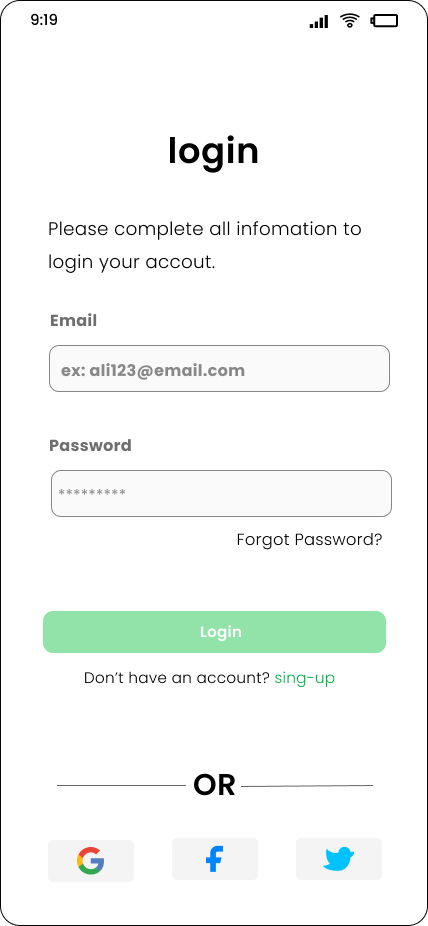 9:19
login
Please complete all infomation to
login your accout.
Email
ex: ali123@email.com
Password
*********
Forgot Password?
Login
Don’t have an account? sing-up
OR